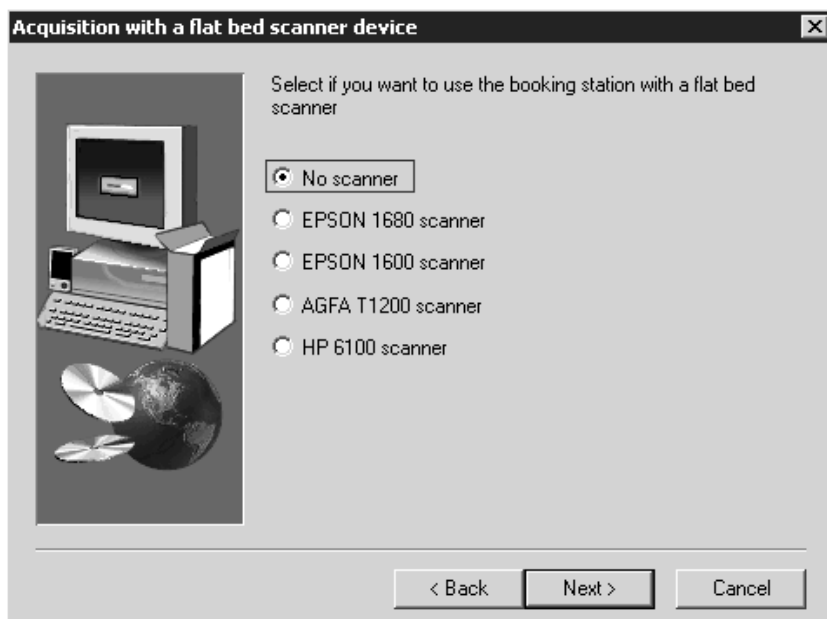 Acquisition with a flat bed scanner device
Select if you want to use the booking station with a flat bed
scanner
No scanner
EPSON 1680 scanner
EPSON 1600 scanner
AGFA T1200 scanner
HP 6100 scanner
< Back
Next >
Cancel